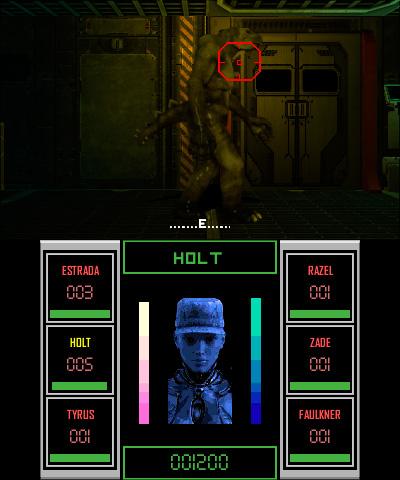 .......E......
HOLT
ESTRADA
003
HOLT
005
TYRUS
001
RAZEL
001
ZADE
001
FAULKNER
001
001200